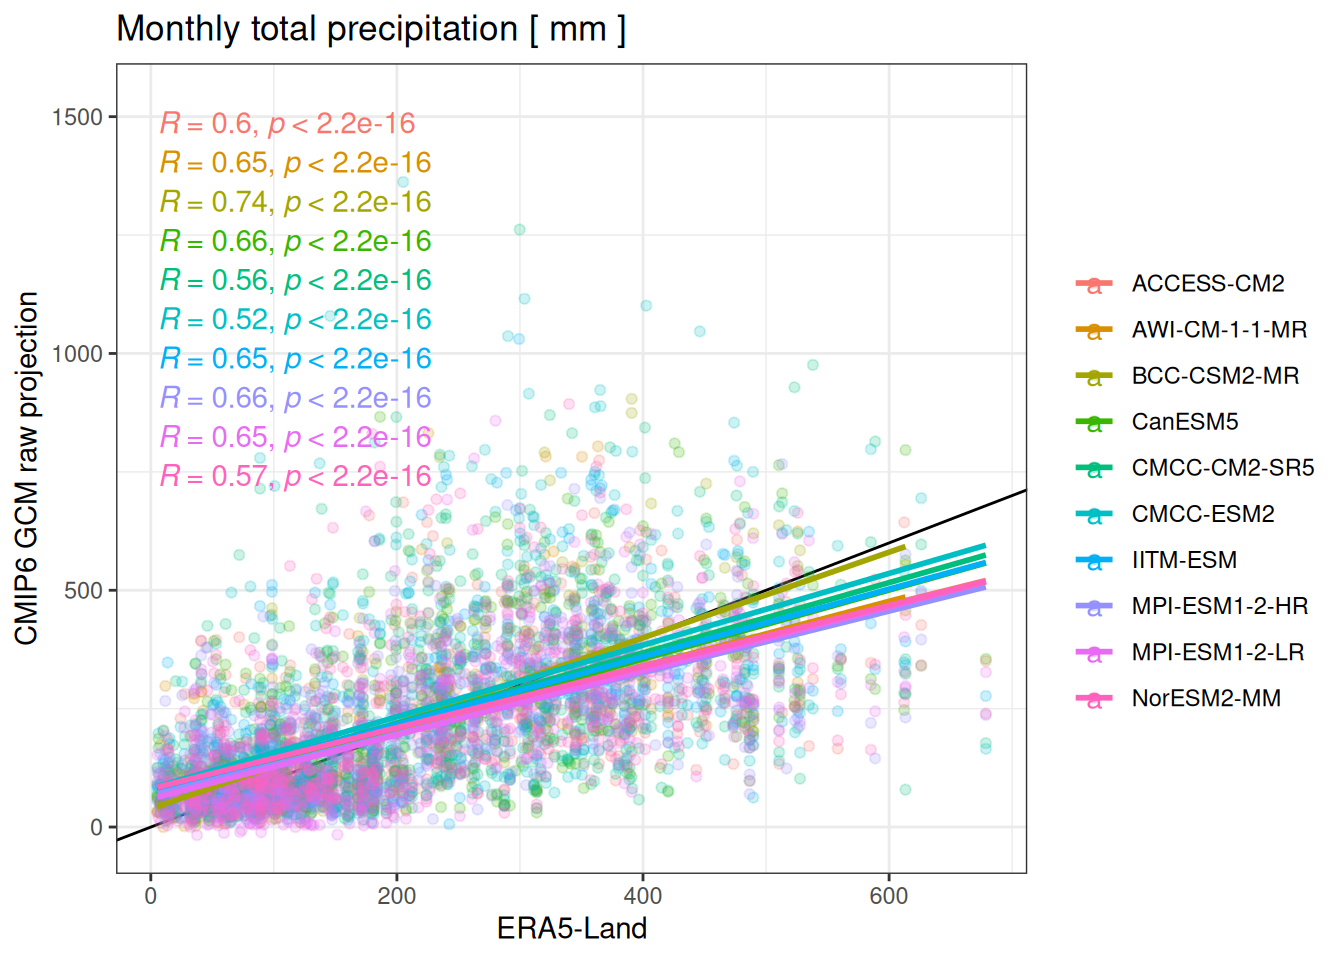 Monthly total precipitation [ mm ]
CMIP6 GCM raw projection
1500
1000
500
0
R = 0.6, p < 2.2e-16
R = 0.65, p < 2.2e-16
R = 0.74, p < 2.2e-16
R = 0.66, p < 2.2e-16
R = 0.56, p < 2.2e-16
R = 0.52, p < 2.2e-16
R = 0.65, p < 2.2e-16
R = 0.66, p < 2.2e-16
R = 0.65, p < 2.2e-16
R = 0.57, p < 2.2e-16
0 200 400 600
ERA5-Land
a ACCESS-CM2
a AWI-CM-1-1-MR
a BCC-CSM2-MR
a CanESM5
a CMCC-CM2-SR5
a CMCC-ESM2
a IITM-ESM
a MPI-ESM1-2-HR
a MPI-ESM1-2-LR
a NorESM2-MM